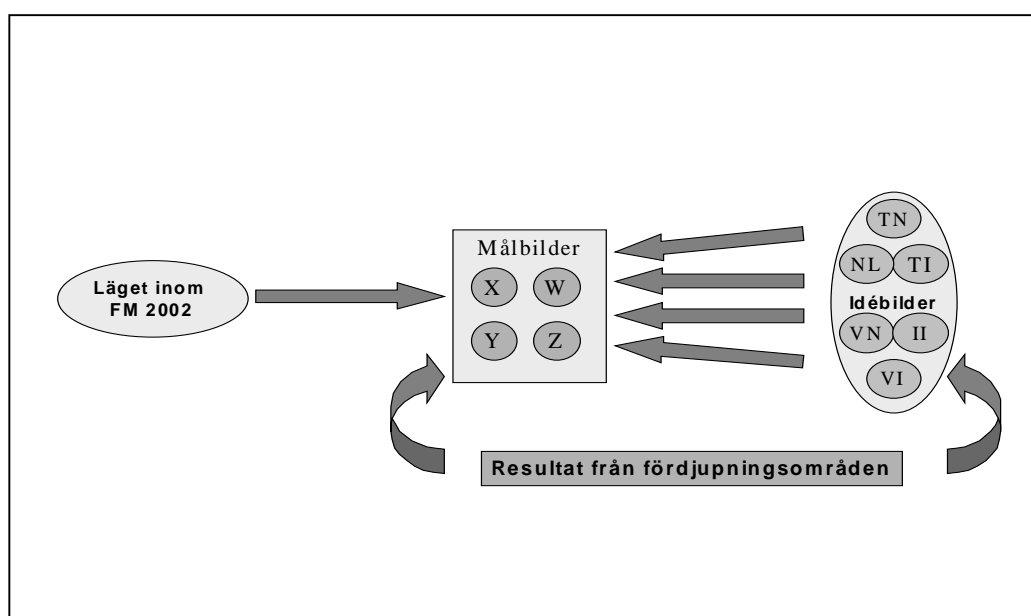 Läget inom
FM 2002
Målbilder
X W
Y Z
TN
NL TI
Idébilder
VN II
VI
Resultat från fördjupningsområden